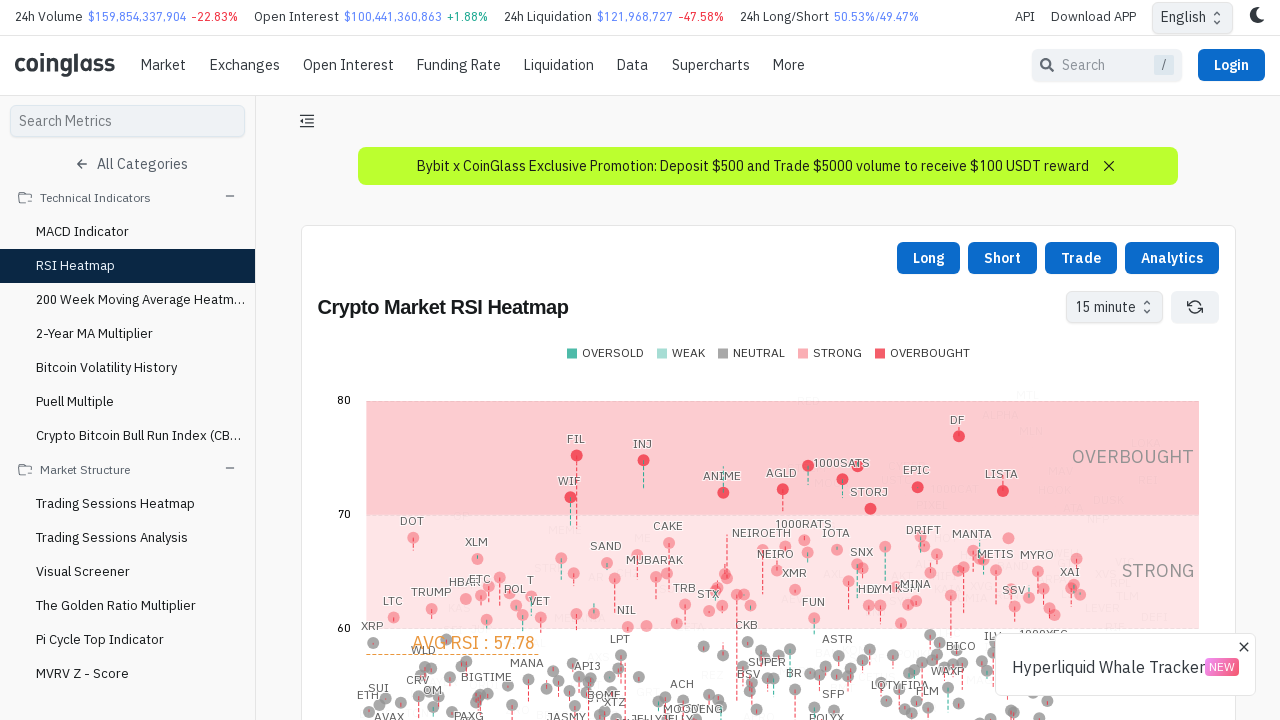 24h Volume $159,854,337,904 -22.83% Open Interest $100,441,360,863 +1.88% 24h Liquidation $121,968,727 -47.58% 24h Long/Short 50.53%/49.47% API Download APP English
coinglass Market Exchanges Open Interest Funding Rate Liquidation Data Supercharts More Search / Login
Search Metrics
All Categories
Technical Indicators
MACD Indicator
RSI Heatmap
200 Week Moving Average Heatm...
2-Year MA Multiplier
Bitcoin Volatility History
Puell Multiple
Crypto Bitcoin Bull Run Index (CB...
Market Structure
Trading Sessions Heatmap
Trading Sessions Analysis
Visual Screener
The Golden Ratio Multiplier
Pi Cycle Top Indicator
MVRV Z - Score
Bybit x CoinGlass Exclusive Promotion: Deposit $500 and Trade $5000 volume to receive $100 USDT reward
Long Short Trade Analytics
Crypto Market RSI Heatmap 15 minute
OVERSOLD WEAK NEUTRAL STRONG OVERBOUGHT
80
DF
FIL INJ
OVERBOUGHT
WIF ANIME AGLD 1000SATS EPIC LISTA
STORJ
70
DOT CAKE NEIROETH 1000RATS IOTA DRIFT MANTA
XLM SAND MUBARAK NEIRO SNX METIS MYRO
STRONG
TRUMP ETC POL T TRB STX XMR MINA SSV XAI
LTC VET NIL FUN
60
XRP CKB
AVG RSI : 57.78 LPT ASTR BICO
WLD MANA API3 SUPER BSV BR WAXP
CRV BIGTIME ACH FIDA
SUI OM XTZ SFP FLM
AVAX PAXG JASMY MOODENG POLYX
Hyperliquid Whale Tracker NEW